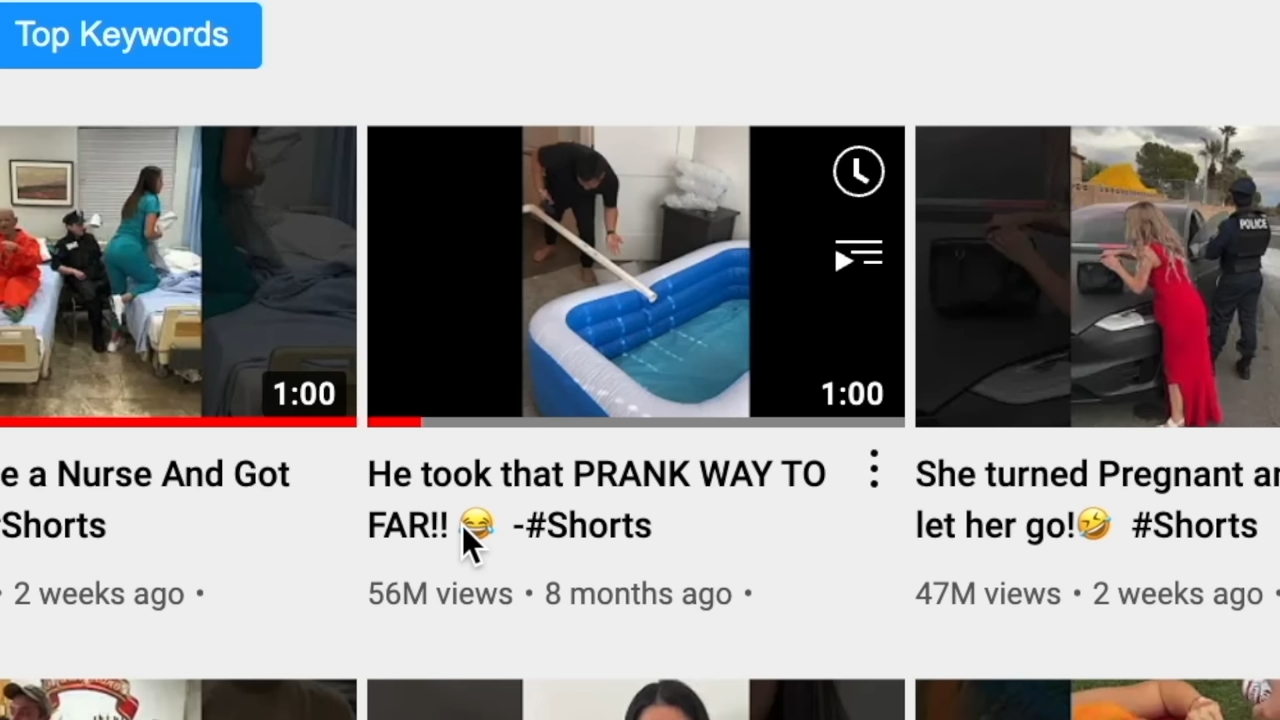 Top Keywords
1:00
1:00
POLICE
e a Nurse And Got
#Shorts
2 weeks ago •
He took that PRANK WAY TO
FAR!! 😂 -#Shorts
56M views • 8 months ago •
She turned Pregnant an
let her go!🤣 #Shorts
47M views • 2 weeks ago •